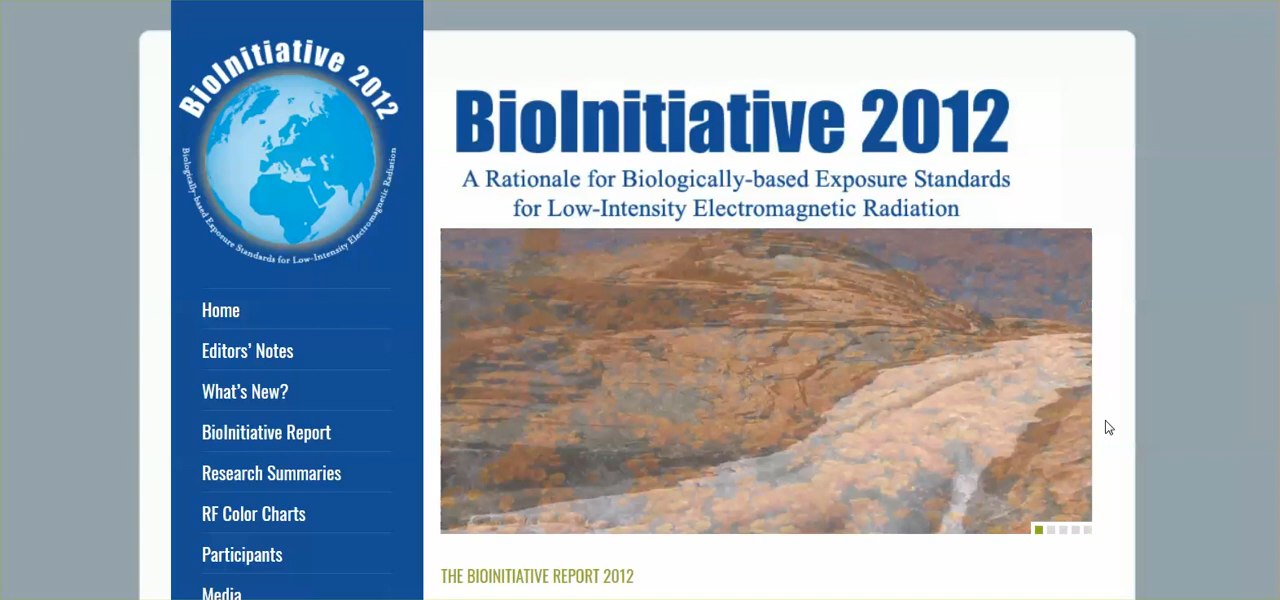 BioInitiative 2012
Biologically-based Exposure Standards for Low-Intensity Electromagnetic Radiation
Home
Editors’ Notes
What’s New?
BioInitiative Report
Research Summaries
RF Color Charts
Participants
Media
BioInitiative 2012
A Rationale for Biologically-based Exposure Standards
for Low-Intensity Electromagnetic Radiation
THE BIOINITIATIVE REPORT 2012